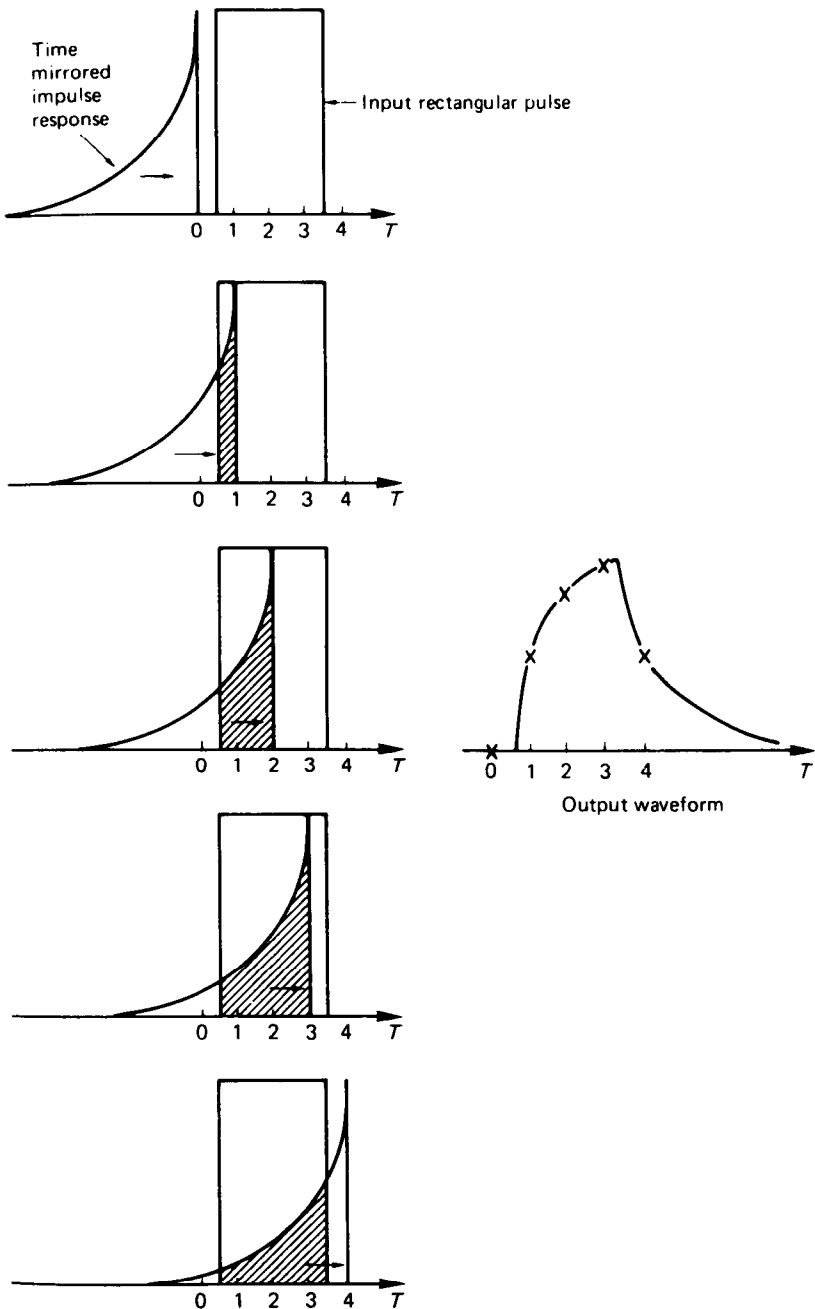 Time
mirrored
impulse
response
Input rectangular pulse
0 1 2 3 4 T
0 1 2 3 4 T
0 1 2 3 4 T
0 1 2 3 4 T
Output waveform
0 1 2 3 4 T
0 1 2 3 4 T